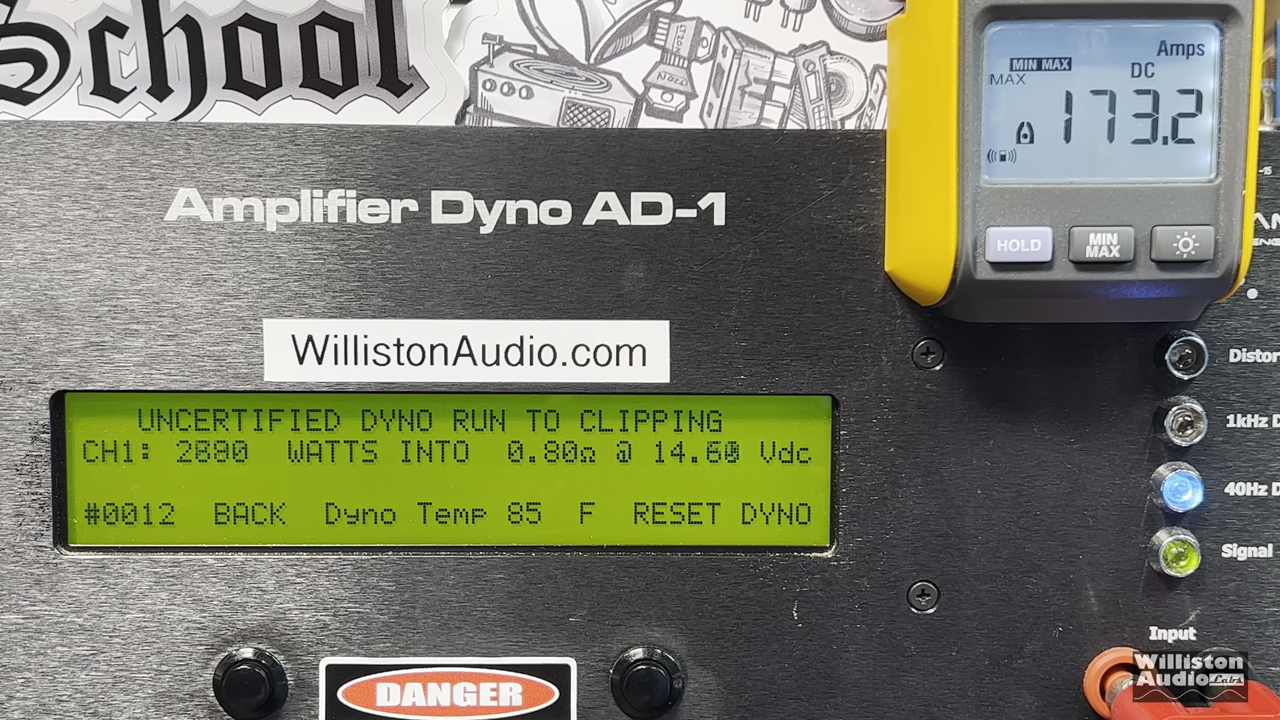 School
Amps
MIN MAX
MAX
DC
173.2
HOLD
MIN
MAX
Amplifier Dyno AD-1
WillistonAudio.com
UNCERTIFIED DYNO RUN TO CLIPPING
CH1: 2890 WATTS INTO 0.80Ω @ 14.60 Vdc
#0012 BACK Dyno Temp 85 F RESET DYNO
Distor
1kHz D
40Hz D
Signal
Input
DANGER
Williston
Audio Labs